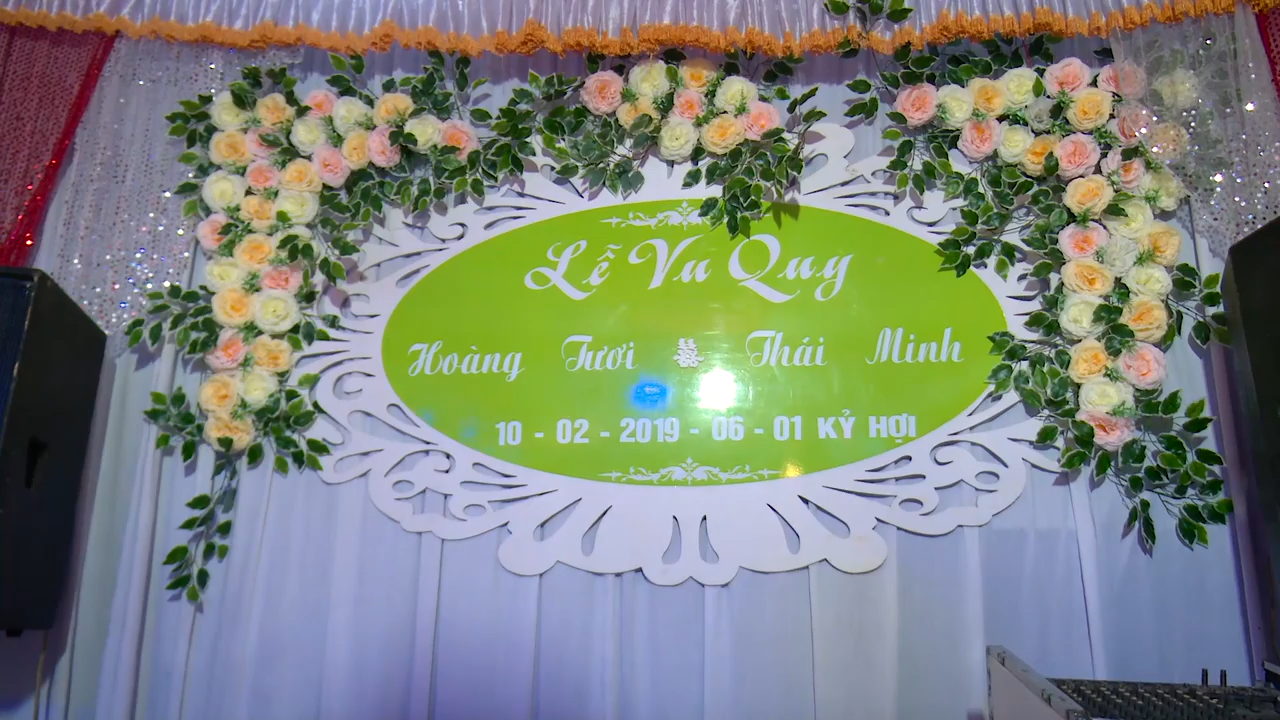 Lễ Vu Quy
Hoàng Tươi 囍 Thái Minh
10 - 02 - 2019 - 06 - 01 KỶ HỢI